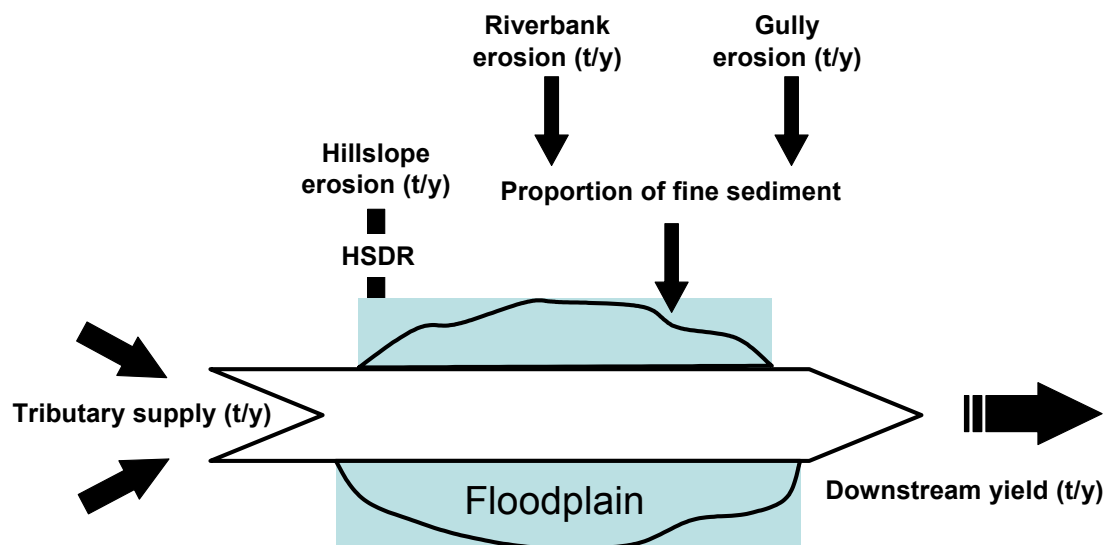 Riverbank
erosion (t/y)
Gully
erosion (t/y)
Hillslope
erosion (t/y)
Proportion of fine sediment
HSDR
Tributary supply (t/y)
Floodplain
Downstream yield (t/y)